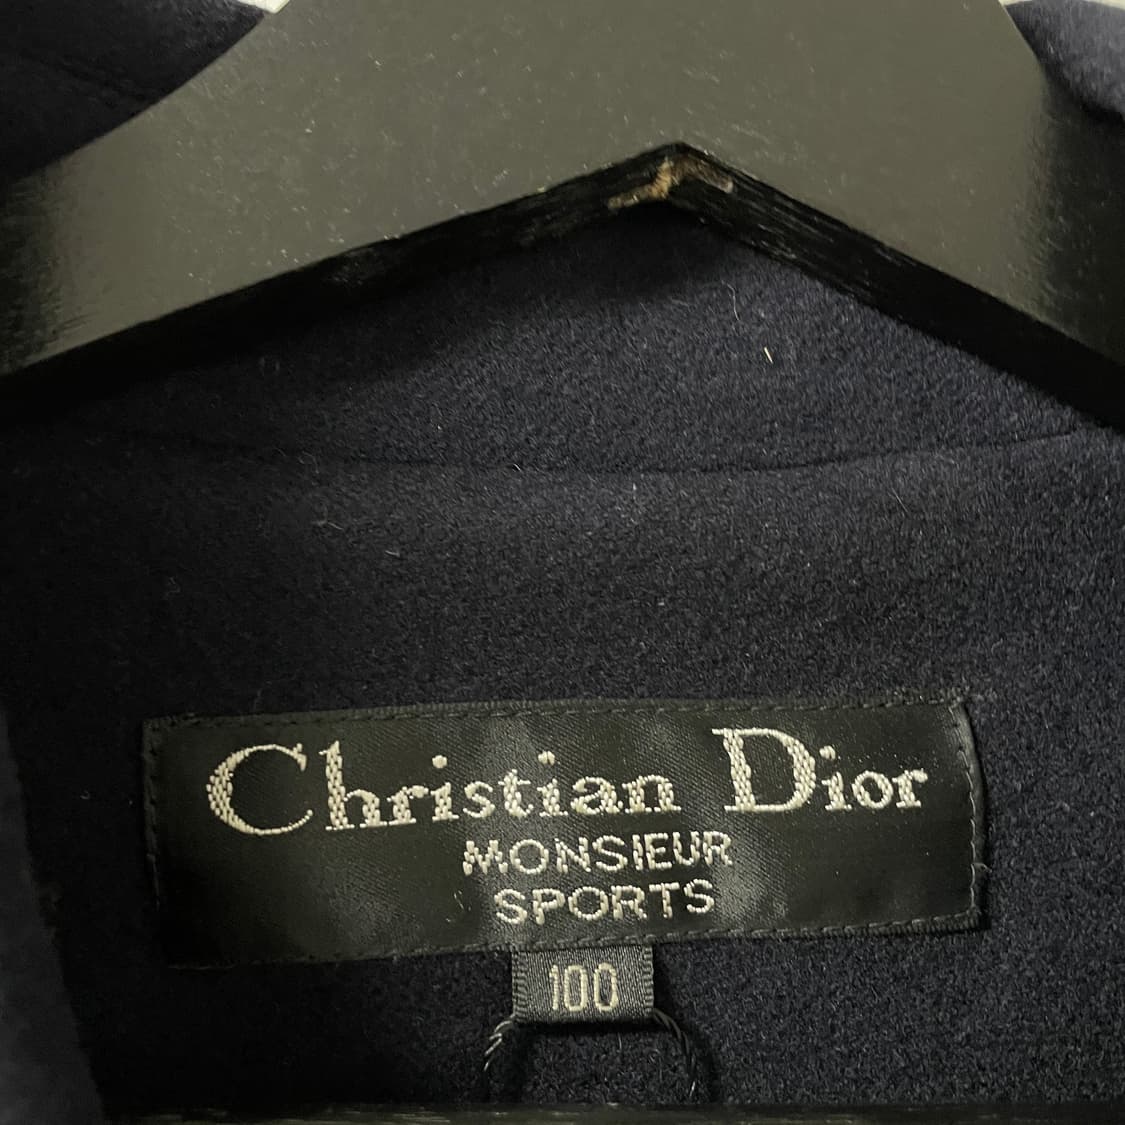 Christian Dior
MONSIEUR
SPORTS
100